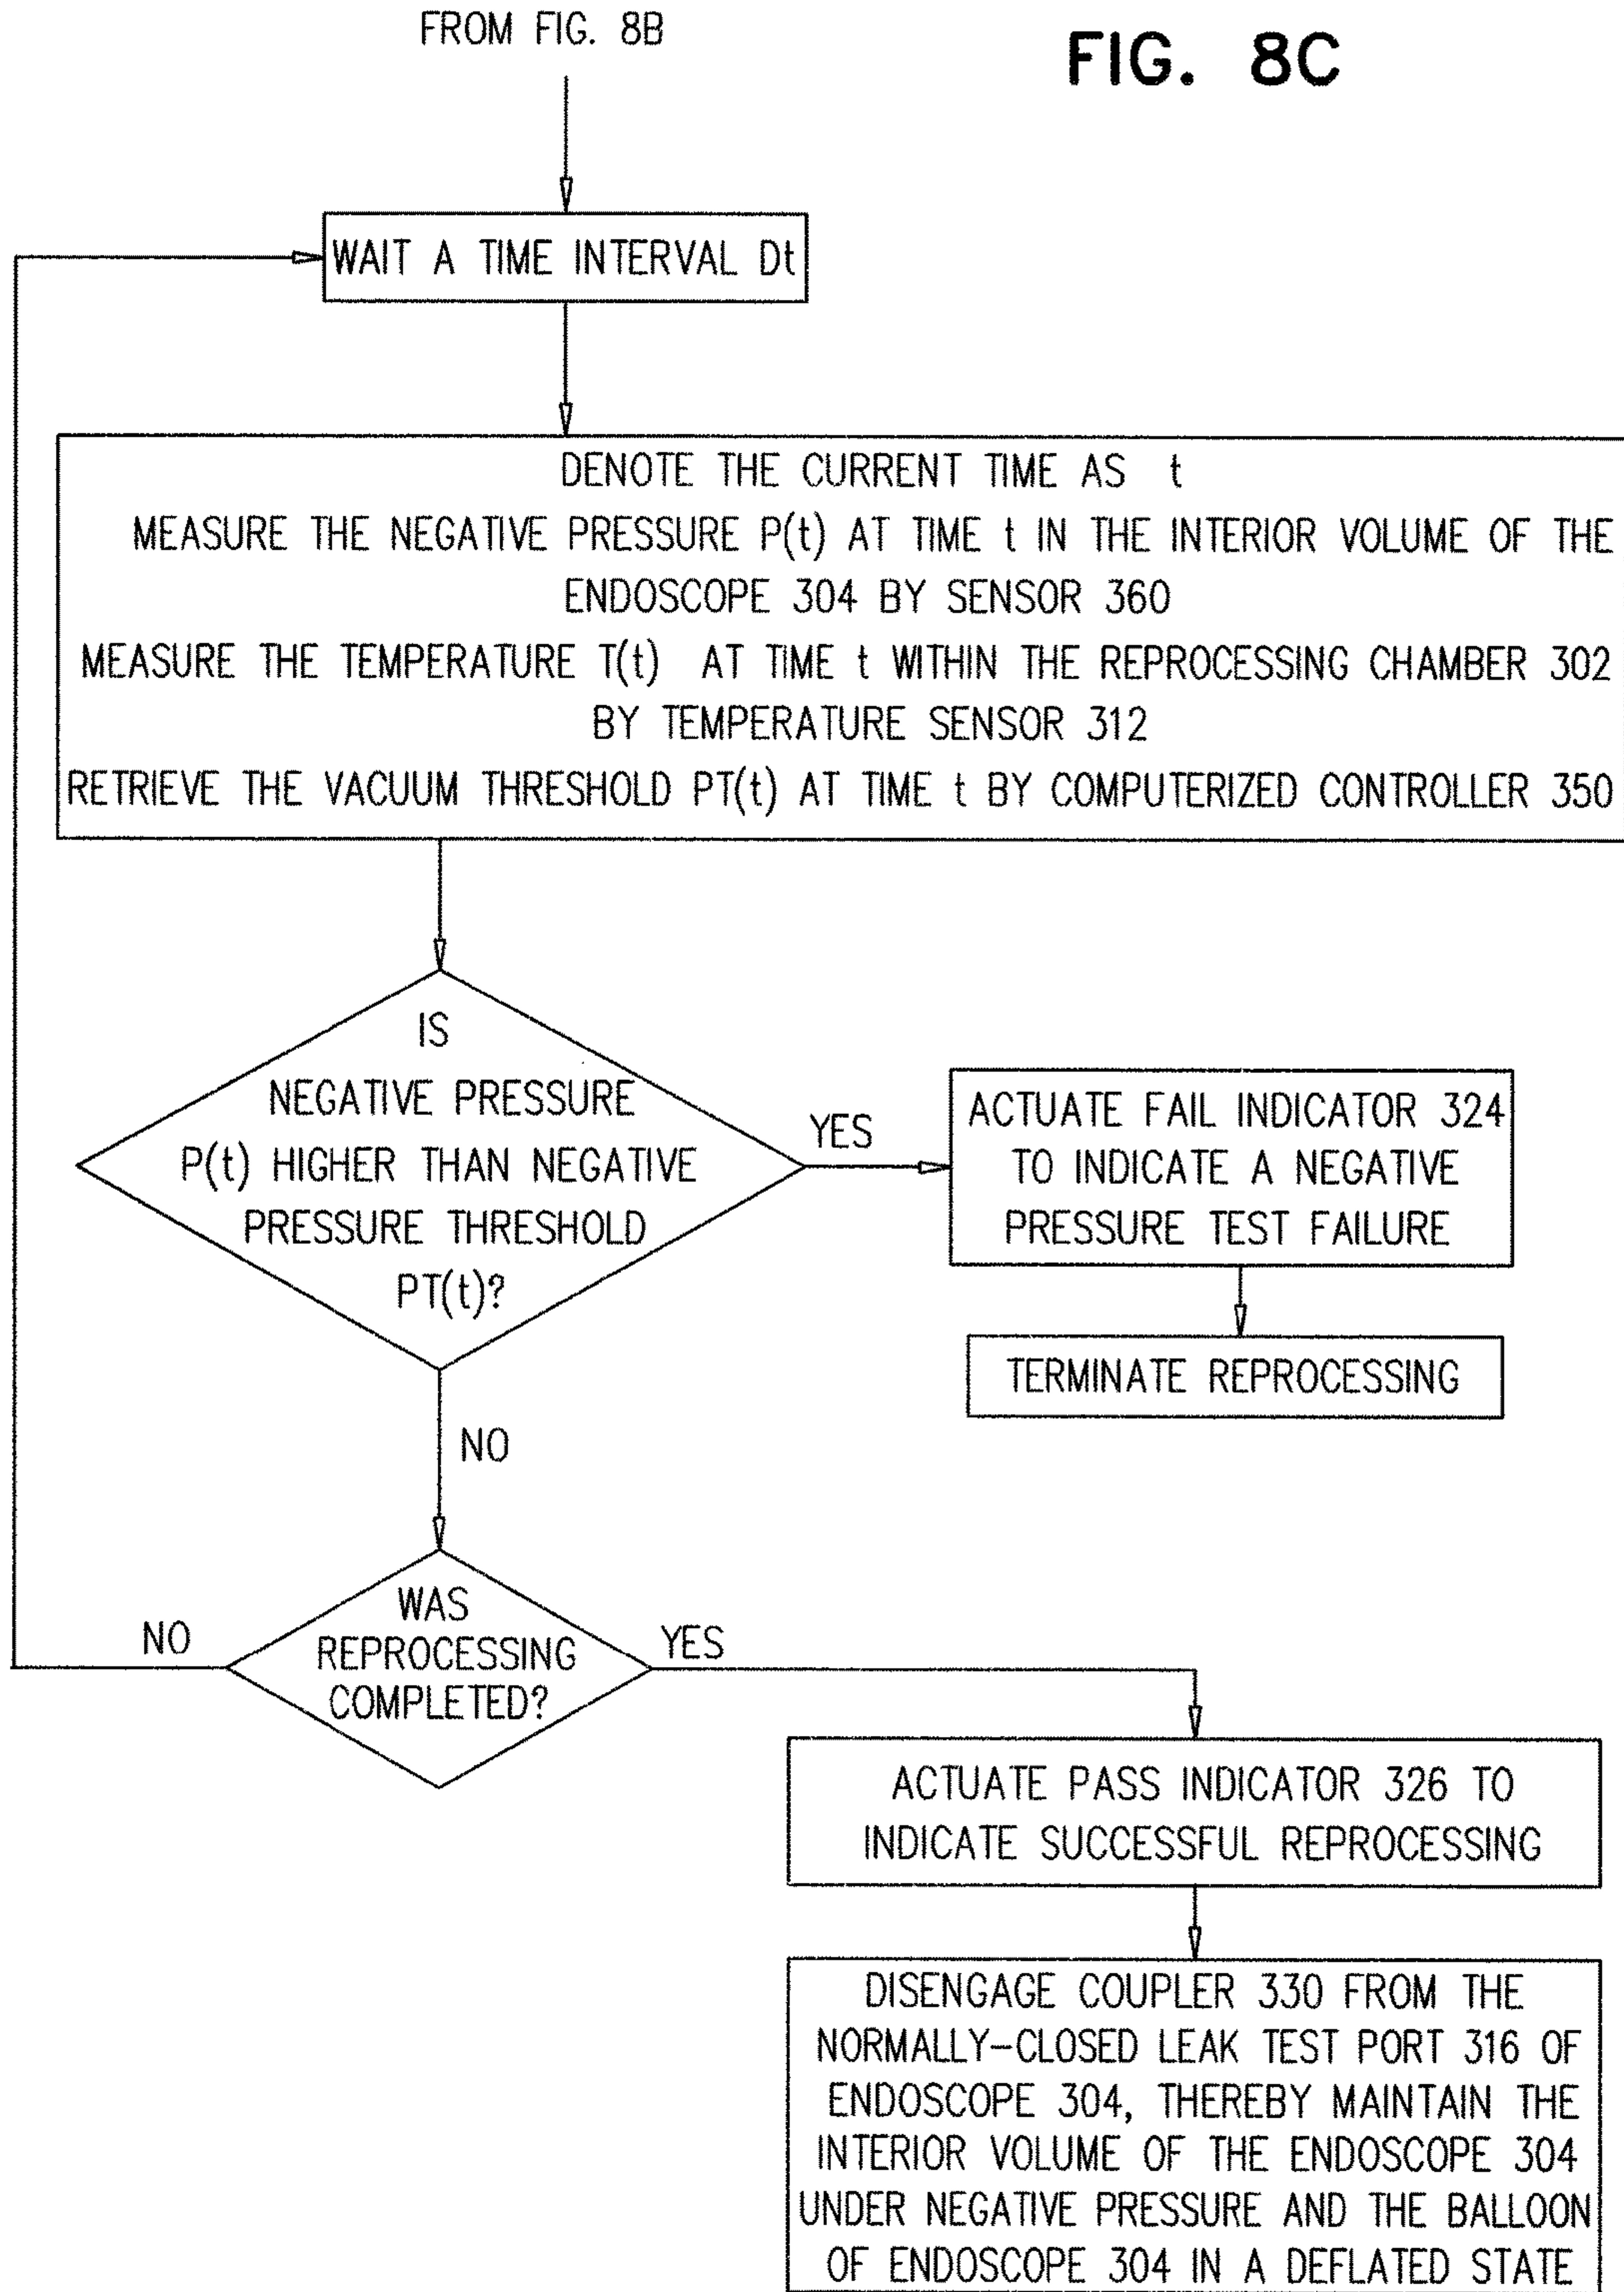 FROM FIG. 8B
FIG. 8C
WAIT A TIME INTERVAL Dt
DENOTE THE CURRENT TIME AS t
MEASURE THE NEGATIVE PRESSURE P(t) AT TIME t IN THE INTERIOR VOLUME OF THE
ENDOSCOPE 304 BY SENSOR 360
MEASURE THE TEMPERATURE T(t) AT TIME t WITHIN THE REPROCESSING CHAMBER 302
BY TEMPERATURE SENSOR 312
RETRIEVE THE VACUUM THRESHOLD PT(t) AT TIME t BY COMPUTERIZED CONTROLLER 350
IS
NEGATIVE PRESSURE
P(t) HIGHER THAN NEGATIVE
PRESSURE THRESHOLD
PT(t)?
YES
ACTUATE FAIL INDICATOR 324
TO INDICATE A NEGATIVE
PRESSURE TEST FAILURE
TERMINATE REPROCESSING
NO
WAS
REPROCESSING
COMPLETED?
NO
YES
ACTUATE PASS INDICATOR 326 TO
INDICATE SUCCESSFUL REPROCESSING
DISENGAGE COUPLER 330 FROM THE
NORMALLY-CLOSED LEAK TEST PORT 316 OF
ENDOSCOPE 304, THEREBY MAINTAIN THE
INTERIOR VOLUME OF THE ENDOSCOPE 304
UNDER NEGATIVE PRESSURE AND THE BALLOON
OF ENDOSCOPE 304 IN A DEFLATED STATE